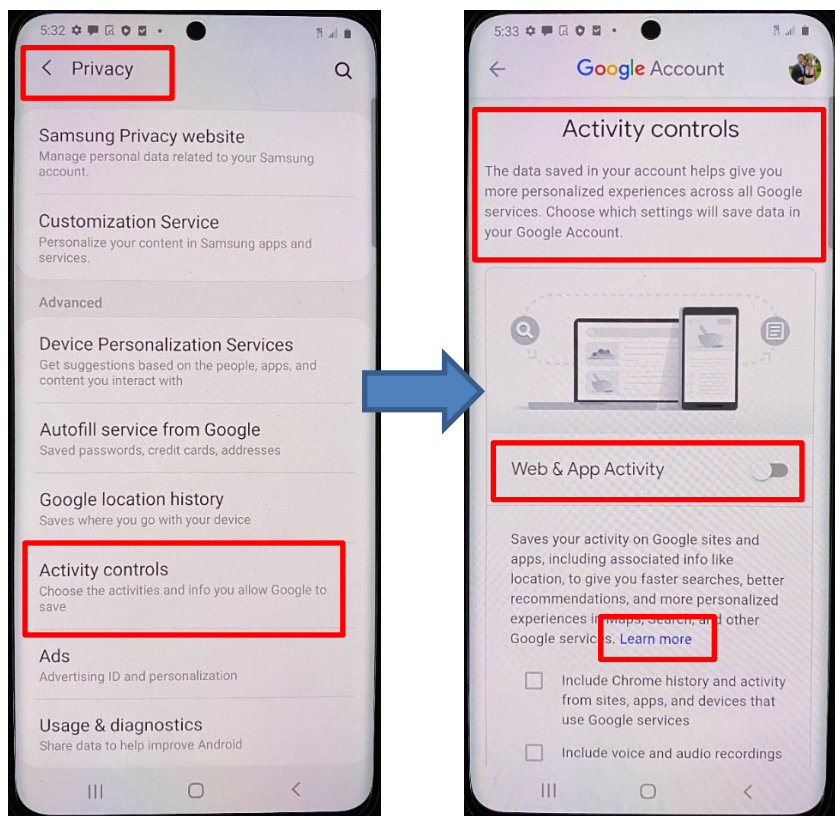 5:32
Privacy
Samsung Privacy website
Manage personal data related to your Samsung
account.
Customization Service
Personalize your content in Samsung apps and
services.
Advanced
Device Personalization Services
Get suggestions based on the people, apps, and
content you interact with
Autofill service from Google
Saved passwords, credit cards, addresses
Google location history
Saves where you go with your device
Activity controls
Choose the activities and info you allow Google to
save
Ads
Advertising ID and personalization
Usage & diagnostics
Share data to help improve Android
5:33
Google Account
Activity controls
The data saved in your account helps give you
more personalized experiences across all Google
services. Choose which settings will save data in
your Google Account.
Web & App Activity
Saves your activity on Google sites and
apps, including associated info like
location, to give you faster searches, better
recommendations, and more personalized
experiences in Maps, Search, and other
Google services. Learn more
Include Chrome history and activity
from sites, apps, and devices that
use Google services
Include voice and audio recordings